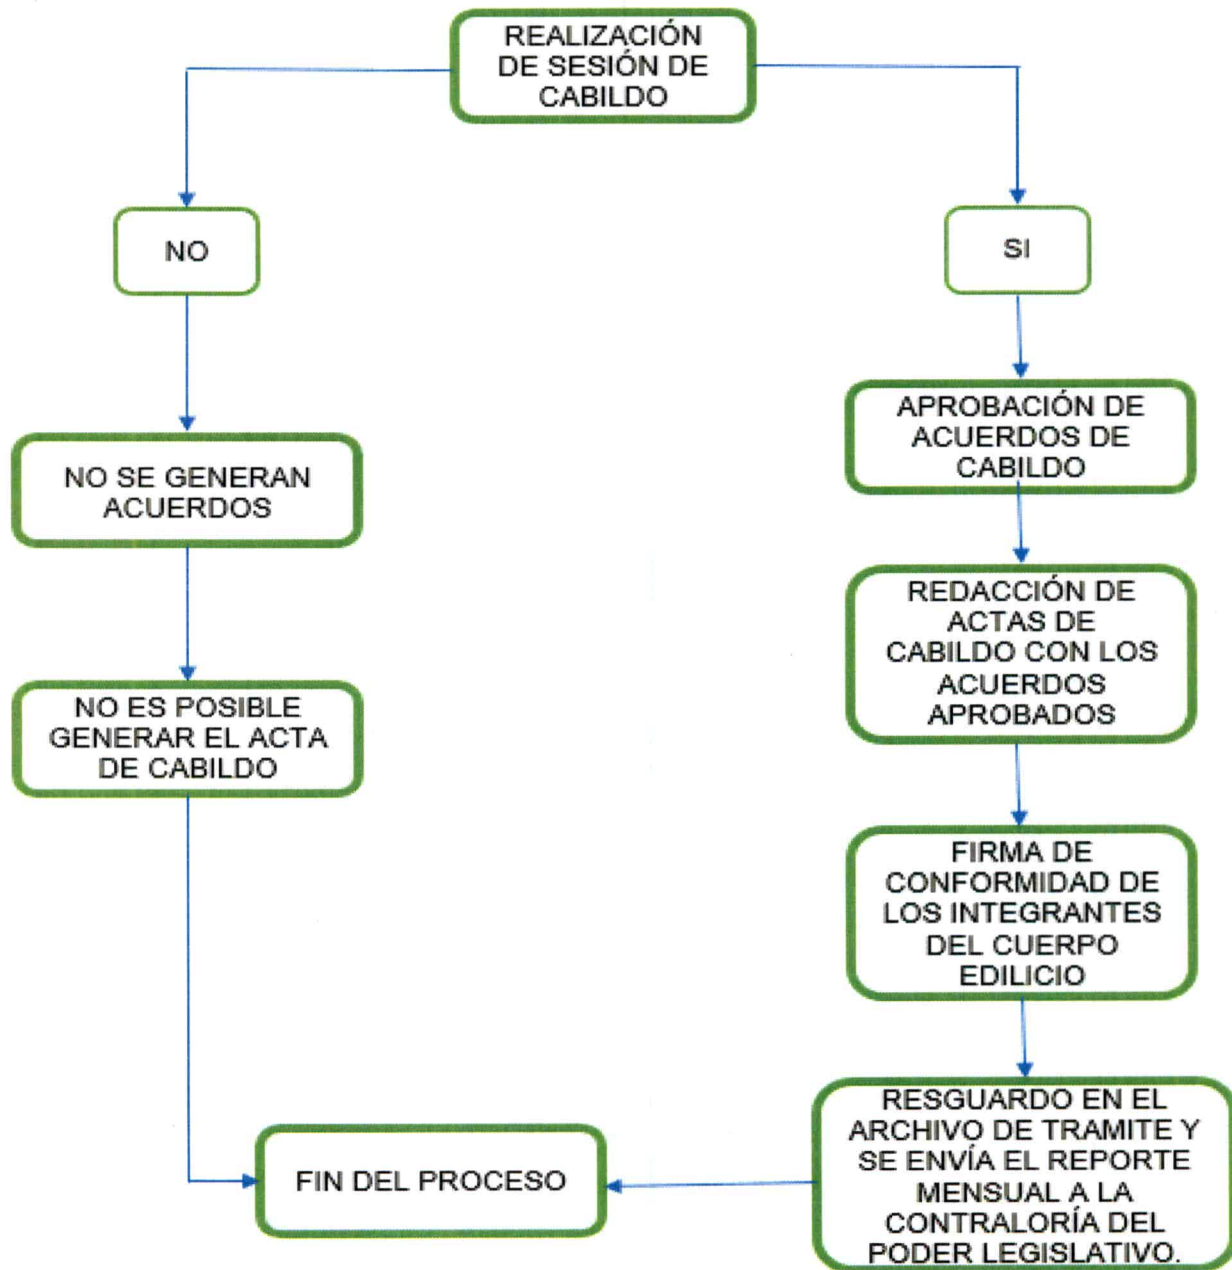 REALIZACIÓN
DE SESIÓN DE
CABILDO
NO
SI
NO SE GENERAN
ACUERDOS
NO ES POSIBLE
GENERAR EL ACTA
DE CABILDO
APROBACIÓN DE
ACUERDOS DE
CABILDO
REDACCIÓN DE
ACTAS DE
CABILDO CON LOS
ACUERDOS
APROBADOS
FIRMA DE
CONFORMIDAD DE
LOS INTEGRANTES
DEL CUERPO
EDILICIO
RESGUARDO EN EL
ARCHIVO DE TRAMITE Y
SE ENVÍA EL REPORTE
MENSUAL A LA
CONTRALORÍA DEL
PODER LEGISLATIVO.
FIN DEL PROCESO